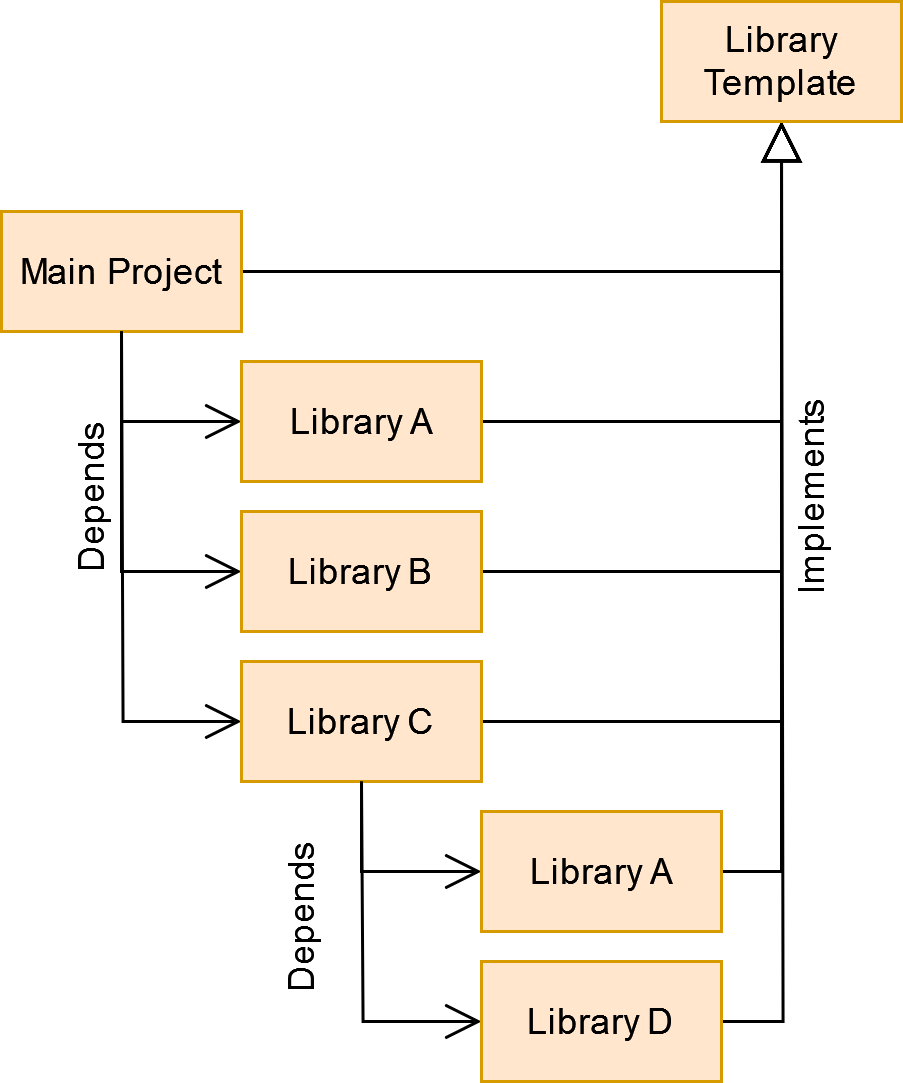 Library
Template
Main Project
Library A
Depends
Implements
Library B
Library C
Library A
Depends
Library D